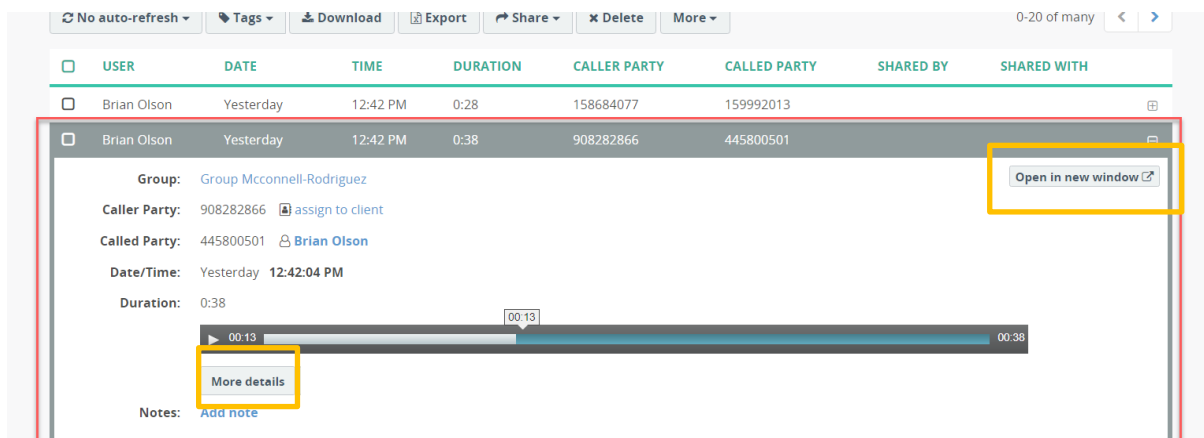 No auto-refresh Tags Download Export Share Delete More 0-20 of many
USER DATE TIME DURATION CALLER PARTY CALLED PARTY SHARED BY SHARED WITH
Brian Olson Yesterday 12:42 PM 0:28 158684077 159992013
Brian Olson Yesterday 12:42 PM 0:38 908282866 445800501
Open in new window
Group: Group Mcconnell-Rodriguez
Caller Party: 908282866 assign to client
Called Party: 445800501 Brian Olson
Date/Time: Yesterday 12:42:04 PM
Duration: 0:38
00:13
00:13 00:38
More details
Notes: Add note